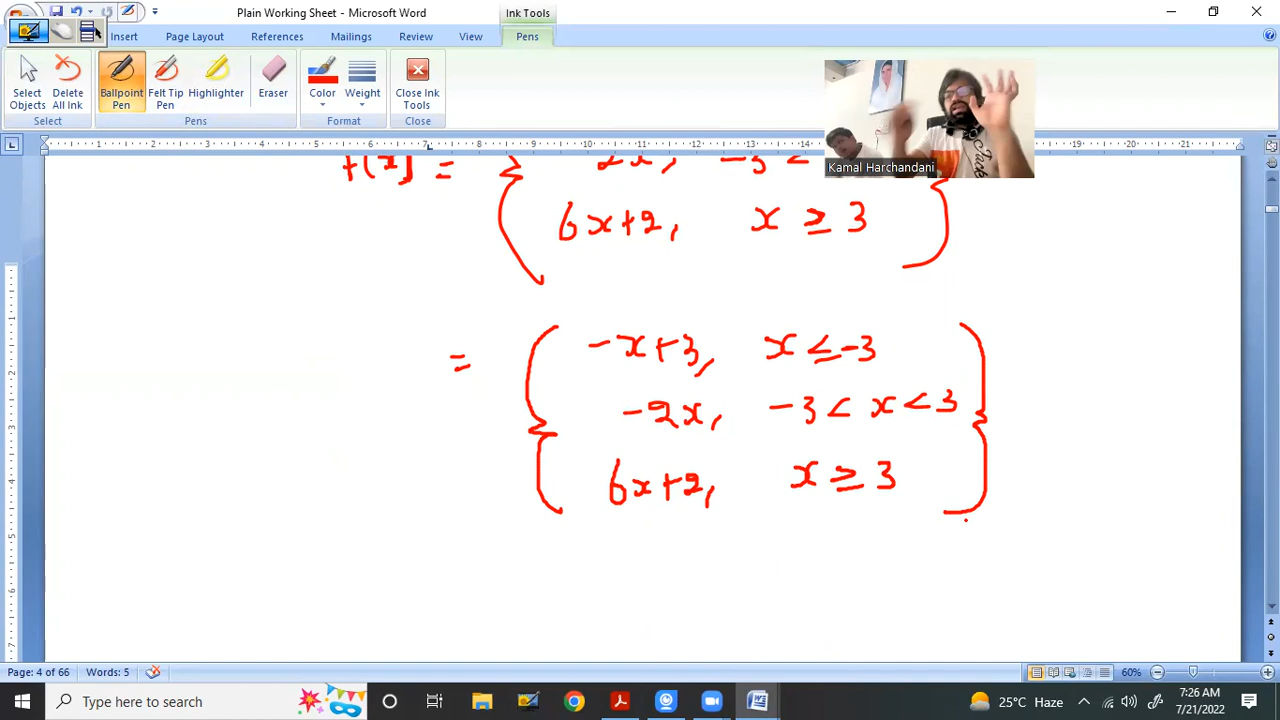 Plain Working Sheet - Microsoft Word
Ink Tools
Insert Page Layout References Mailings Review View Pens
Select Objects
Delete All Ink
Ballpoint Pen
Felt Tip Pen
Highlighter
Eraser
Color
Weight
Close Ink Tools
Select Pens Format Close
Kamal Harchandani
f(x) = 2x, -3 <
6x+2, x ≥ 3
= -x+3, x ≤ -3
-2x, -3 < x < 3
6x+2, x ≥ 3
Page: 4 of 66 Words: 5 60%
Type here to search
25°C Haze
7:26 AM
7/21/2022